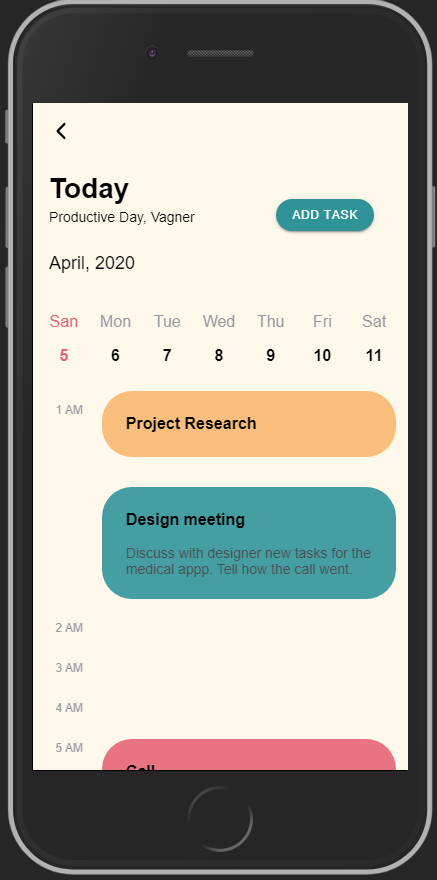 Today
Productive Day, Vagner
ADD TASK
April, 2020
San Mon Tue Wed Thu Fri Sat
5 6 7 8 9 10 11
1 AM
Project Research
Design meeting
Discuss with designer new tasks for the
medical appp. Tell how the call went.
2 AM
3 AM
4 AM
5 AM
Call